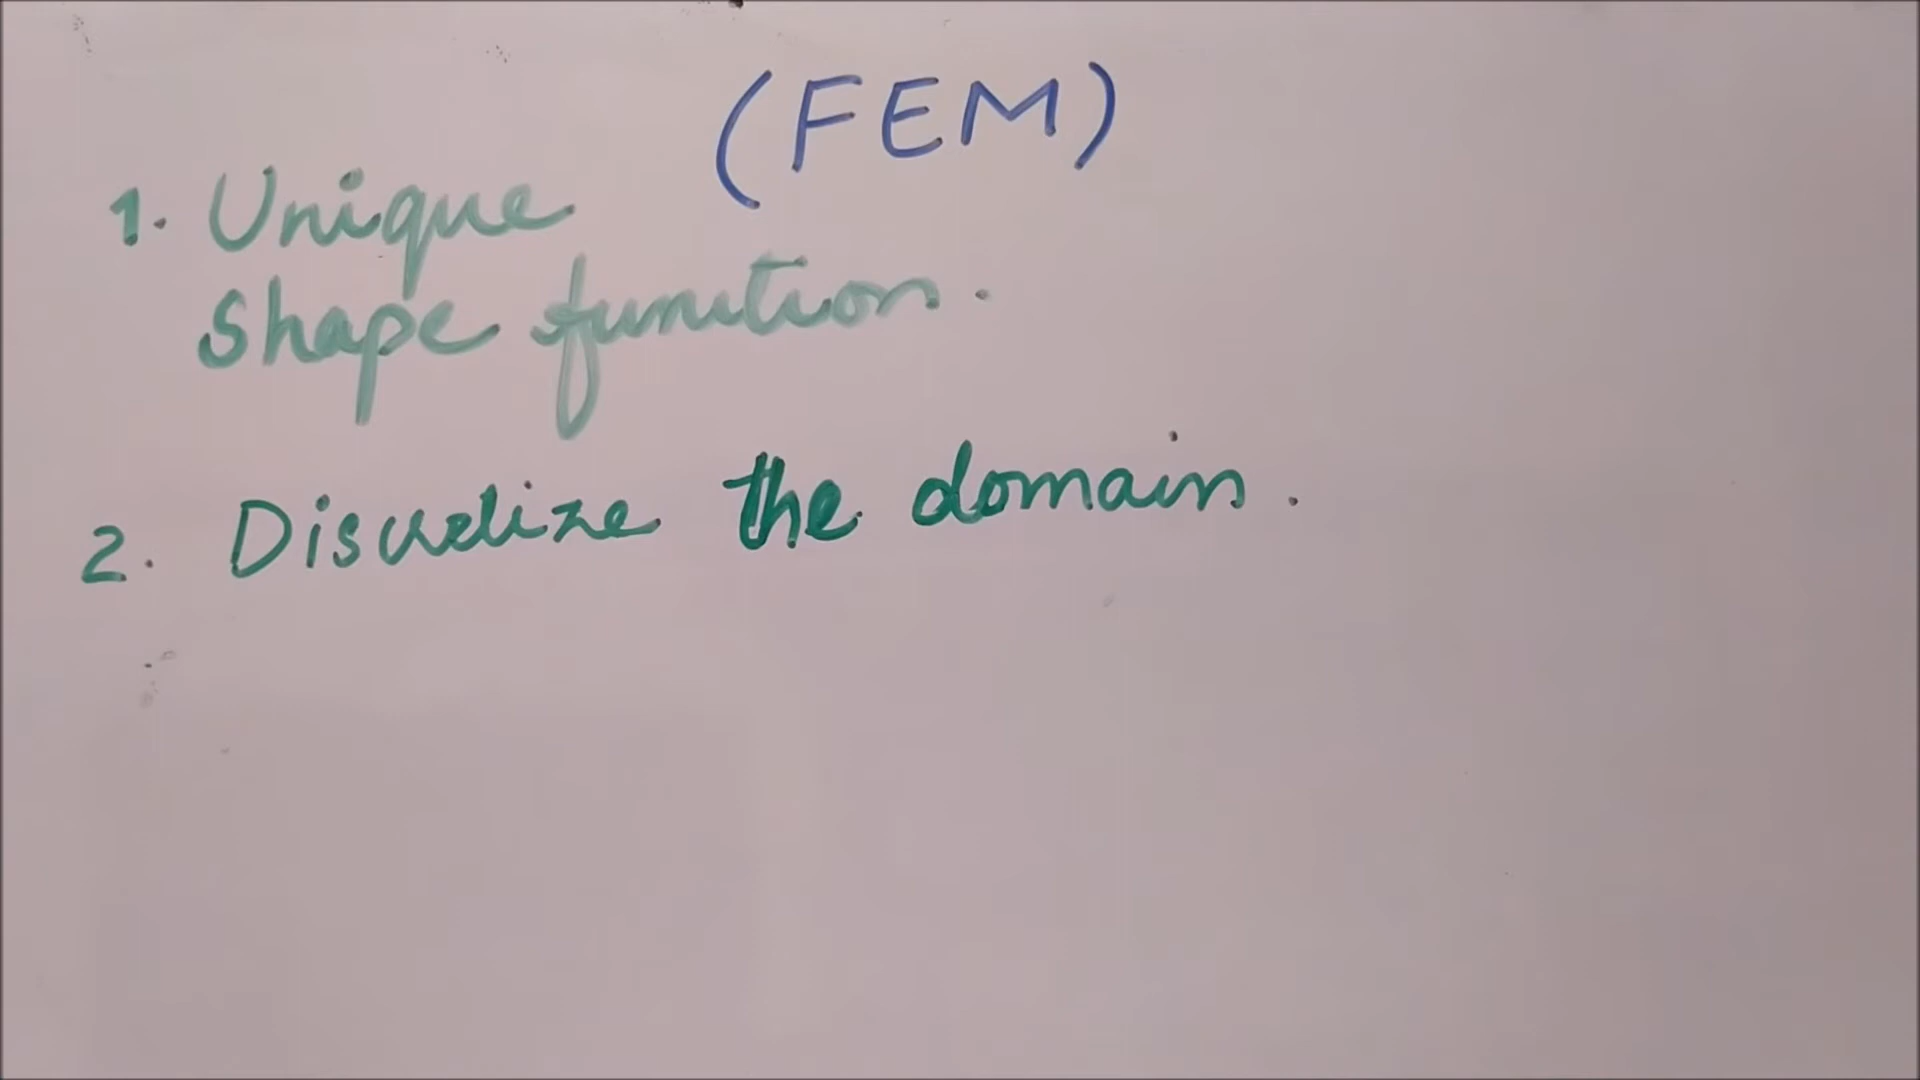 (FEM)
1. Unique
Shape function.
2. Discretize the domain.